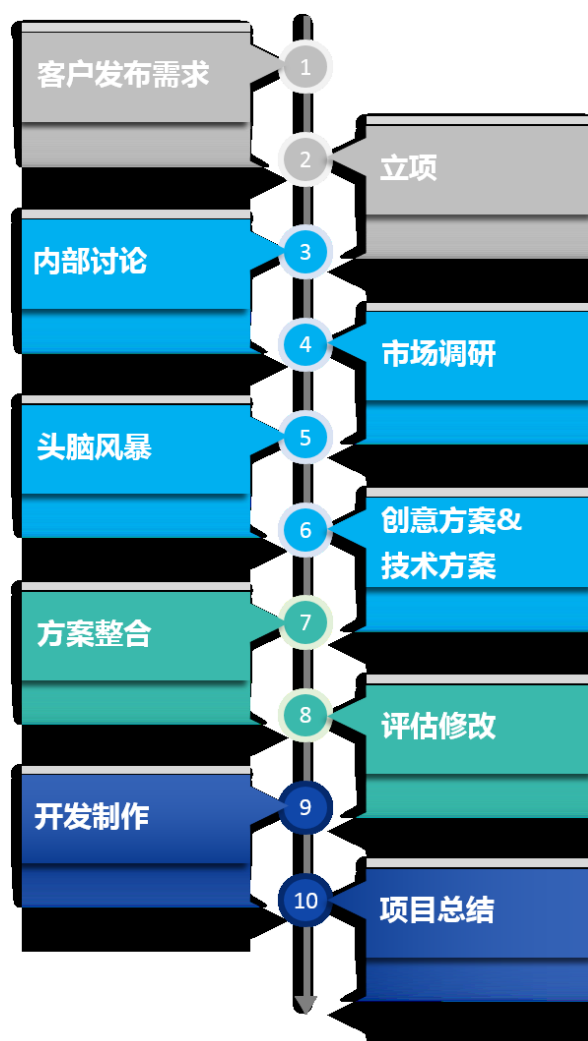 客户发布需求
1
2
立项
内部讨论
3
4
市场调研
头脑风暴
5
6
创意方案&
技术方案
方案整合
7
8
评估修改
开发制作
9
10
项目总结